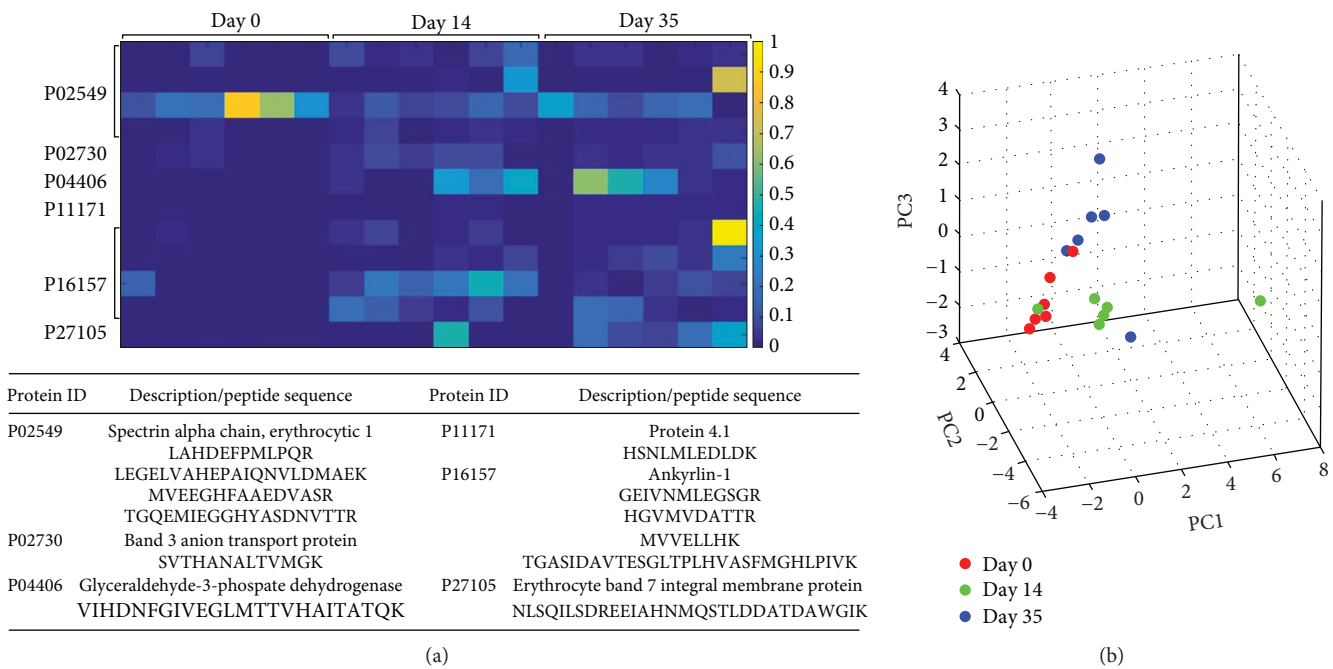 Day 0 Day 14 Day 35
P02549
P02730
P04406
P11171
P16157
P27105
1
0.9
0.8
0.7
0.6
0.5
0.4
0.3
0.2
0.1
0
Protein ID Description/peptide sequence Protein ID Description/peptide sequence
P02549 Spectrin alpha chain, erythrocytic 1 P11171 Protein 4.1
LAHDEFPMLPQR HSNLMLEDLDK
LEGELVAHEPAIQNVLDMAEK P16157 Ankyrlin-1
MVEEGHFAAEDVASR GEIVNMLEGSGR
TGQEMIEGGHYASDNVTTR HGVMVDATTR
P02730 Band 3 anion transport protein MVVELLHK
SVTHANALTVMGK TGASIDAVTESGLTPLHVASFMGHLPIVK
P04406 Glyceraldehyde-3-phospate dehydrogenase P27105 Erythrocyte band 7 integral membrane protein
VIHDNFGIVEGLMTTVHAITATQK NLSQILSDREEIAHNMQSTLDDATDAWGIK
(a)
4
3
2
1
0
−1
−2
−3
PC3
4
2
0
−2
−4
−6
PC2
−4 −2 0 2 4 6 8
PC1
Day 0
Day 14
Day 35
(b)